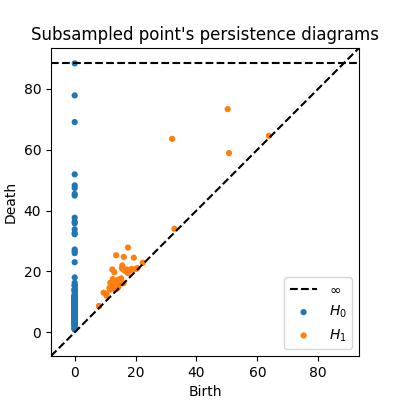 Subsampled point's persistence diagrams
Death
80
60
40
20
0
0 20 40 60 80
Birth
∞
H₀
H₁